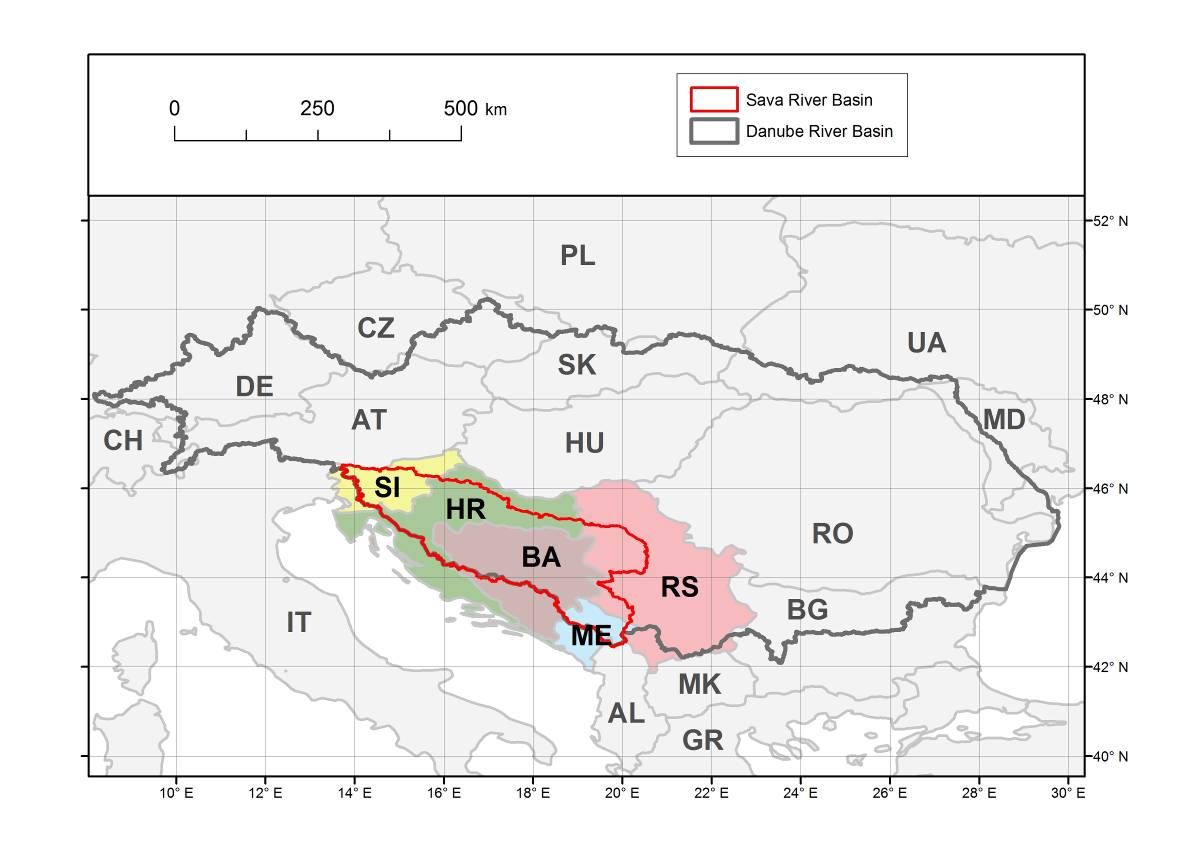 0 250 500 km
Sava River Basin
Danube River Basin
52° N
PL
50° N
CZ
UA
SK
DE
48° N
AT
MD
CH
HU
46° N
SI
HR
RO
BA
44° N
RS
BG
IT
ME
42° N
MK
AL
GR
40° N
10° E 12° E 14° E 16° E 18° E 20° E 22° E 24° E 26° E 28° E 30° E